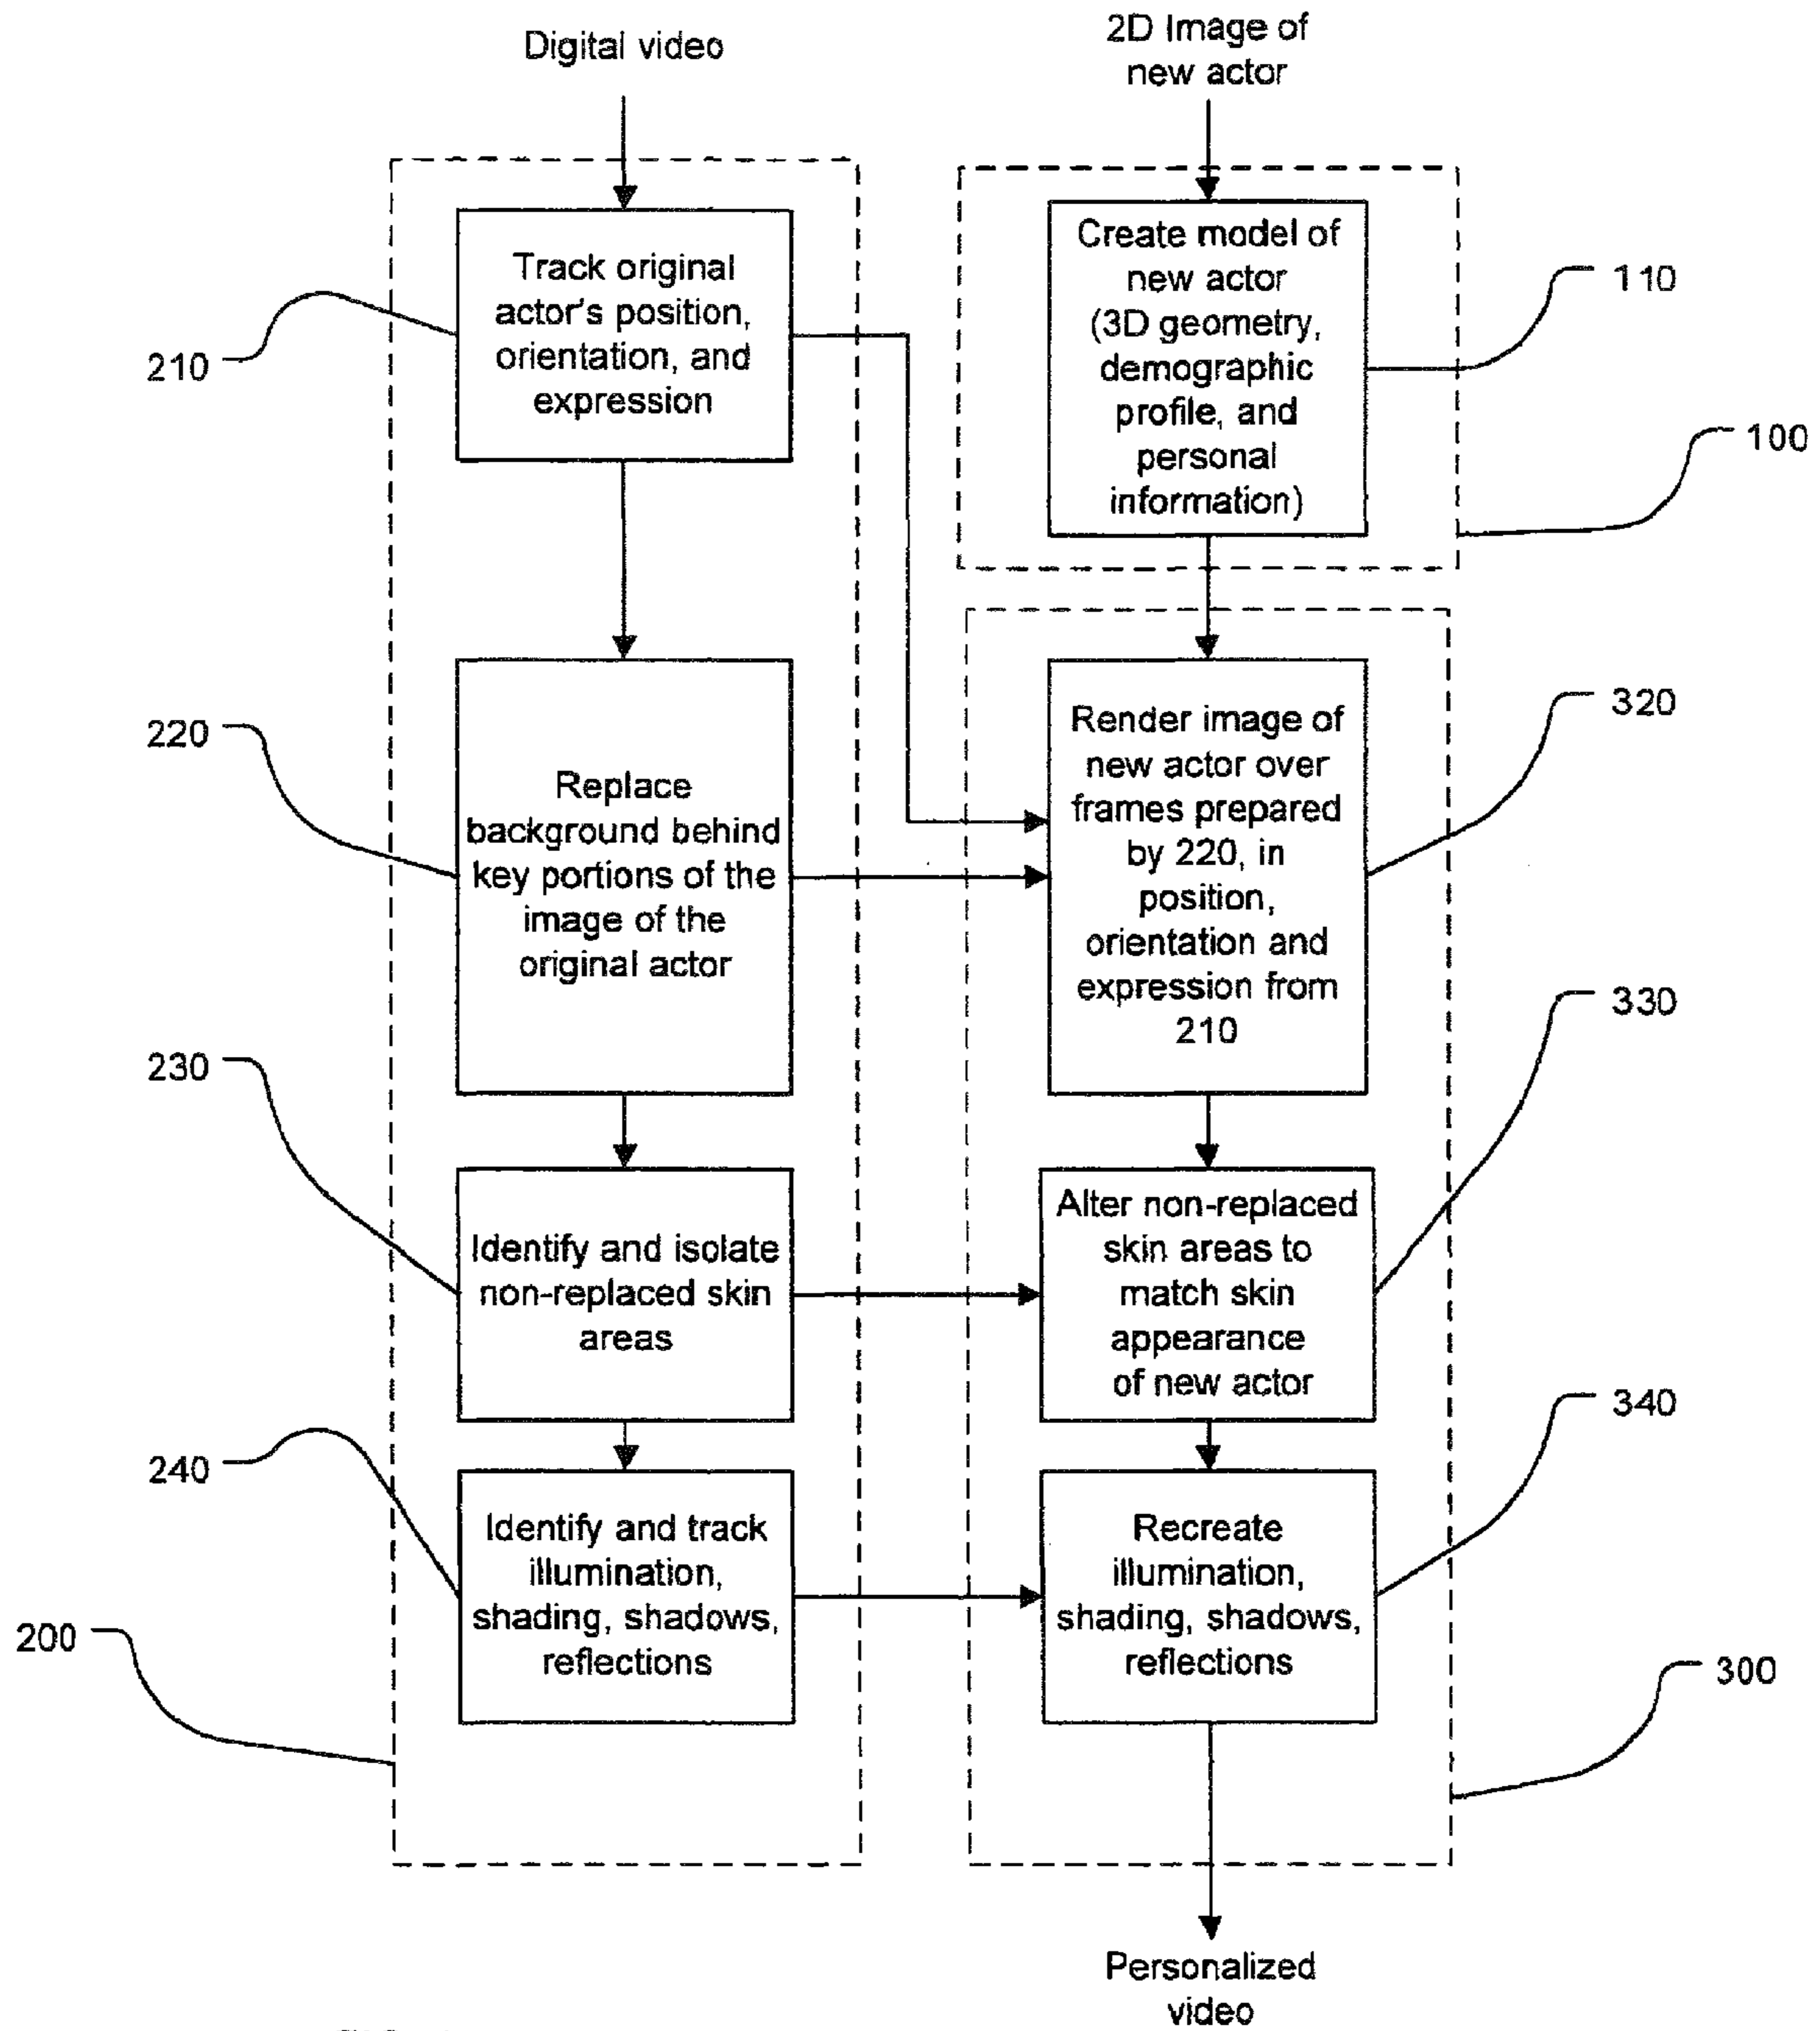 Digital video
2D Image of
new actor
Track original
actor's position,
orientation, and
expression
210
Create model of
new actor
(3D geometry,
demographic
profile, and
personal
information)
110
100
Replace
background behind
key portions of the
image of the
original actor
220
Render image of
new actor over
frames prepared
by 220, in
position,
orientation and
expression from
210
320
230
Identify and isolate
non-replaced skin
areas
Alter non-replaced
skin areas to
match skin
appearance
of new actor
330
240
Identify and track
illumination,
shading, shadows,
reflections
Recreate
illumination,
shading, shadows,
reflections
340
200
300
Personalized
video